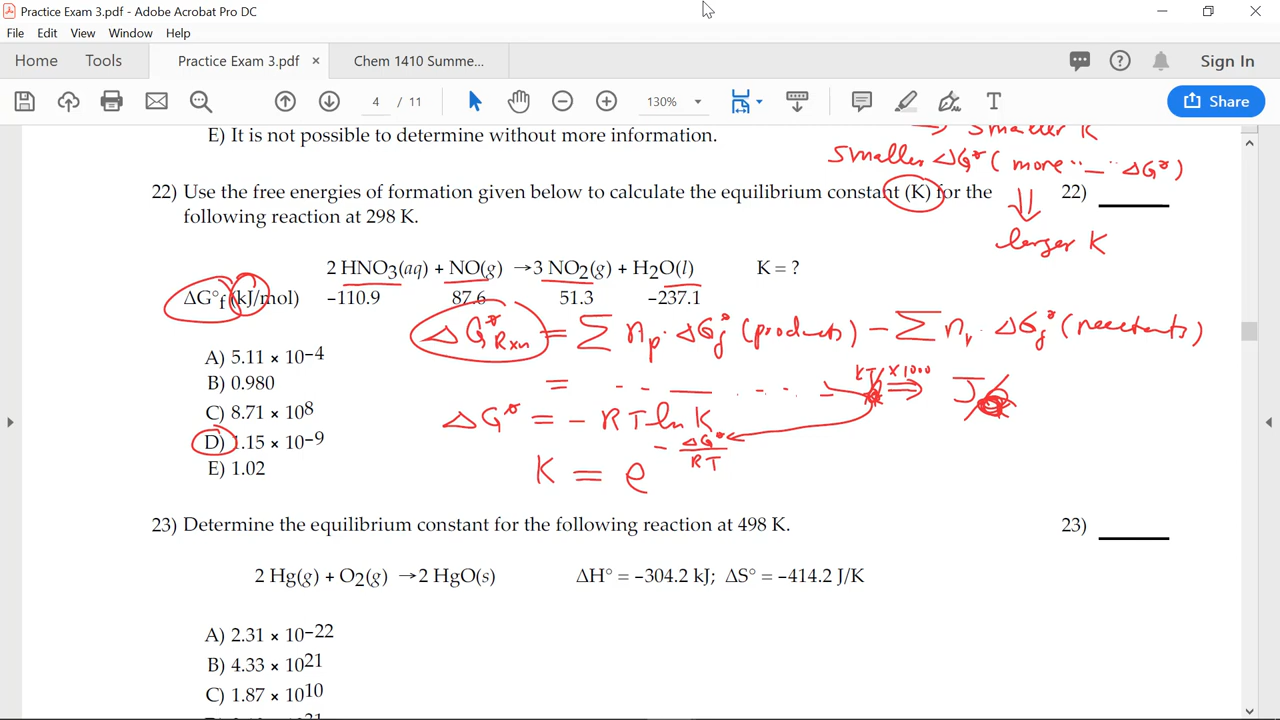 Practice Exam 3.pdf - Adobe Acrobat Pro DC
File Edit View Window Help
Home Tools Practice Exam 3.pdf × Chem 1410 Summe... Sign In
4 / 11 130% Share
E) It is not possible to determine without more information.
⇒ smaller K
smaller ΔG° (more "_" ΔG°)
22) Use the free energies of formation given below to calculate the equilibrium constant (K) for the 22)
following reaction at 298 K.
⇓
larger K
2 HNO3(aq) + NO(g) →3 NO2(g) + H2O(l) K = ?
ΔG°f (kJ/mol) −110.9 87.6 51.3 −237.1
ΔG°Rxn = Σ np · ΔG°f (products) − Σ nr · ΔG°f (reactants)
A) 5.11 × 10−4
B) 0.980
= ... __ ... kJ/ ×1000 ⇒ J/
C) 8.71 × 108
ΔG° = − RT ln K
D) 1.15 × 10−9
K = e − ΔG° / RT
E) 1.02
23) Determine the equilibrium constant for the following reaction at 498 K. 23)
2 Hg(g) + O2(g) →2 HgO(s) ΔH° = −304.2 kJ; ΔS° = −414.2 J/K
A) 2.31 × 10−22
B) 4.33 × 1021
C) 1.87 × 1010